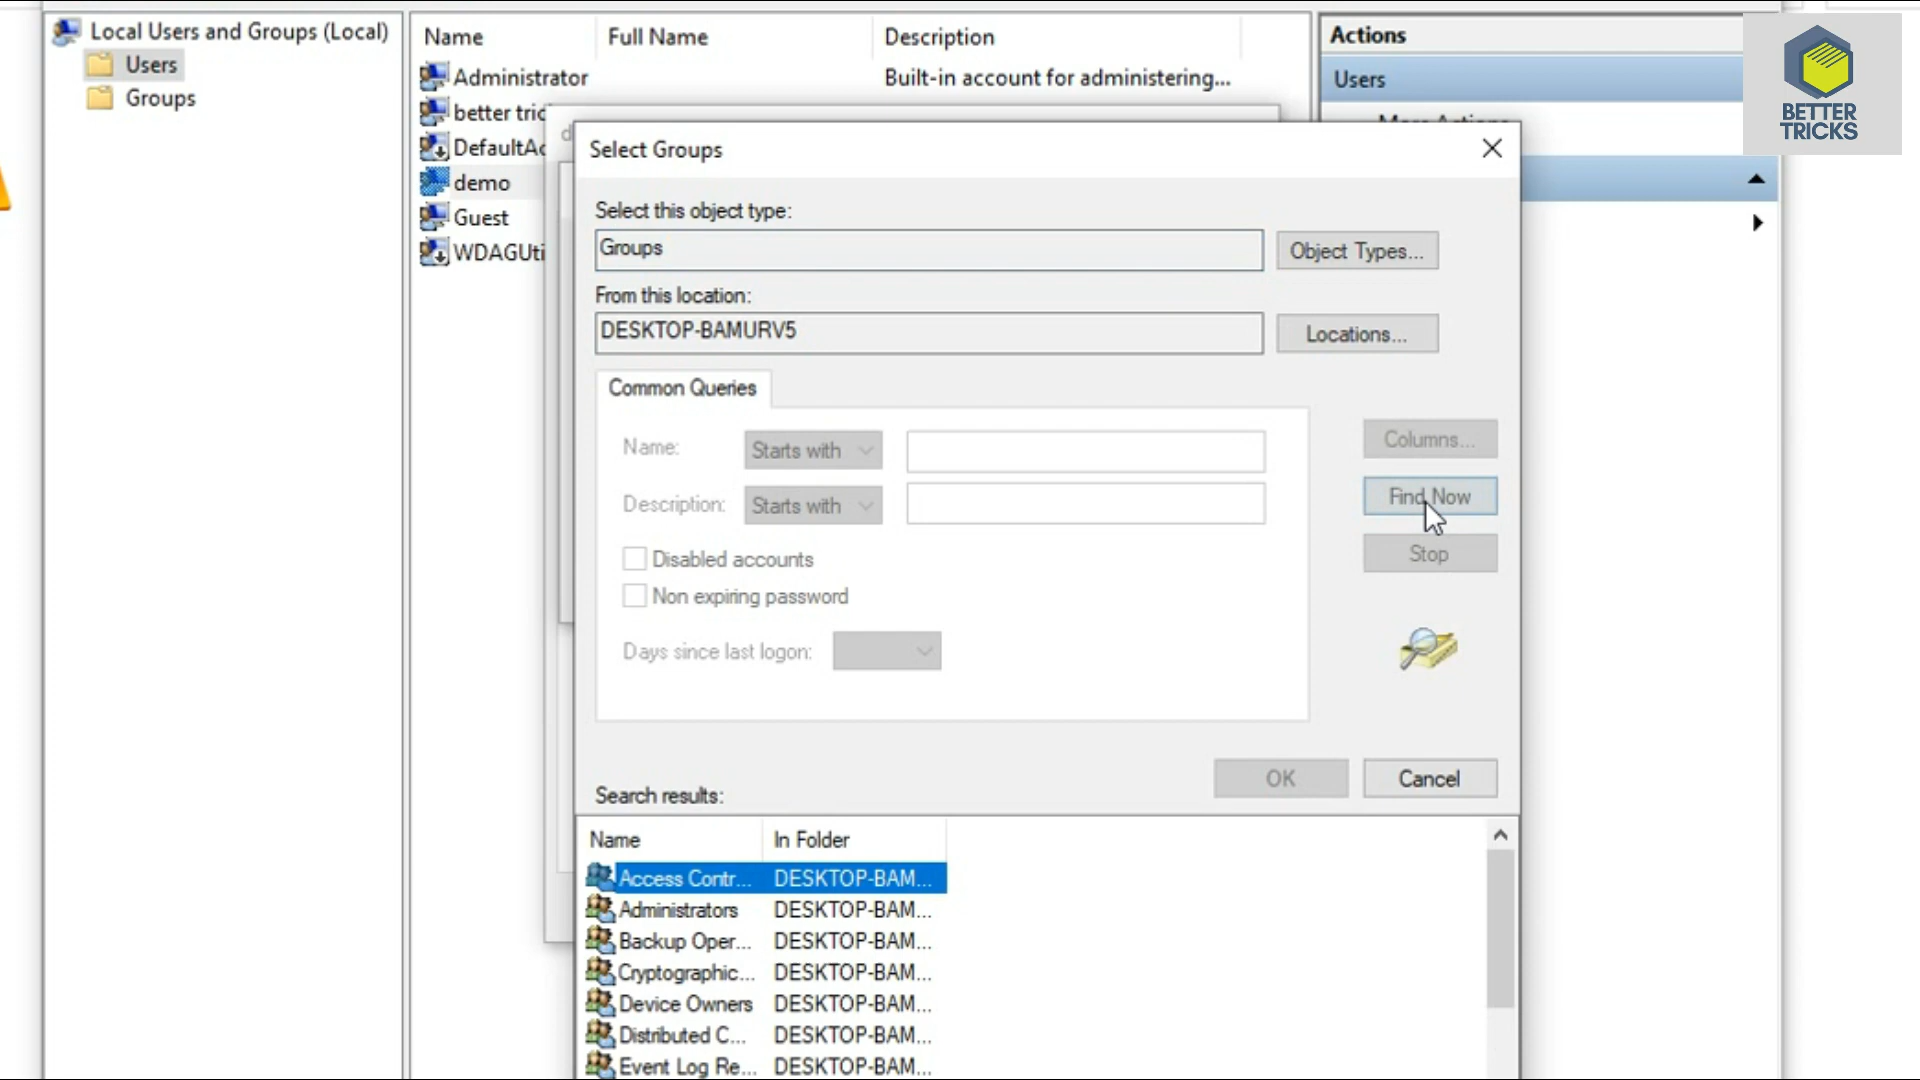 Local Users and Groups (Local)
Users
Groups
Name Full Name Description
Administrator Built-in account for administering...
better tric
DefaultAc
demo
Guest
WDAGUti
Actions
Users
More Actions
BETTER
TRICKS
Select Groups
Select this object type:
Groups
Object Types...
From this location:
DESKTOP-BAMURV5
Locations...
Common Queries
Name: Starts with
Description: Starts with
Disabled accounts
Non expiring password
Days since last logon:
Columns...
Find Now
Stop
OK
Cancel
Search results:
Name In Folder
Access Contr... DESKTOP-BAM...
Administrators DESKTOP-BAM...
Backup Oper... DESKTOP-BAM...
Cryptographic... DESKTOP-BAM...
Device Owners DESKTOP-BAM...
Distributed C... DESKTOP-BAM...
Event Log Re... DESKTOP-BAM...